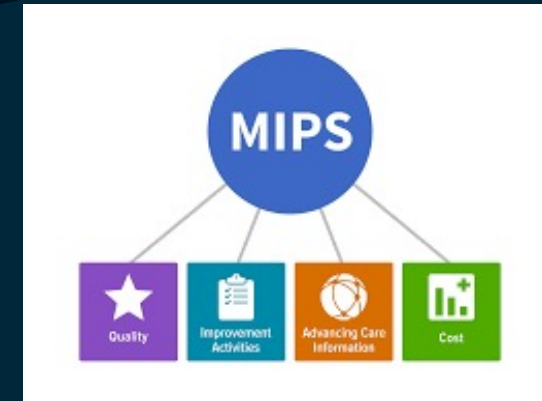 MIPS
Quality
Improvement
Activities
Advancing Care
Information
Cost